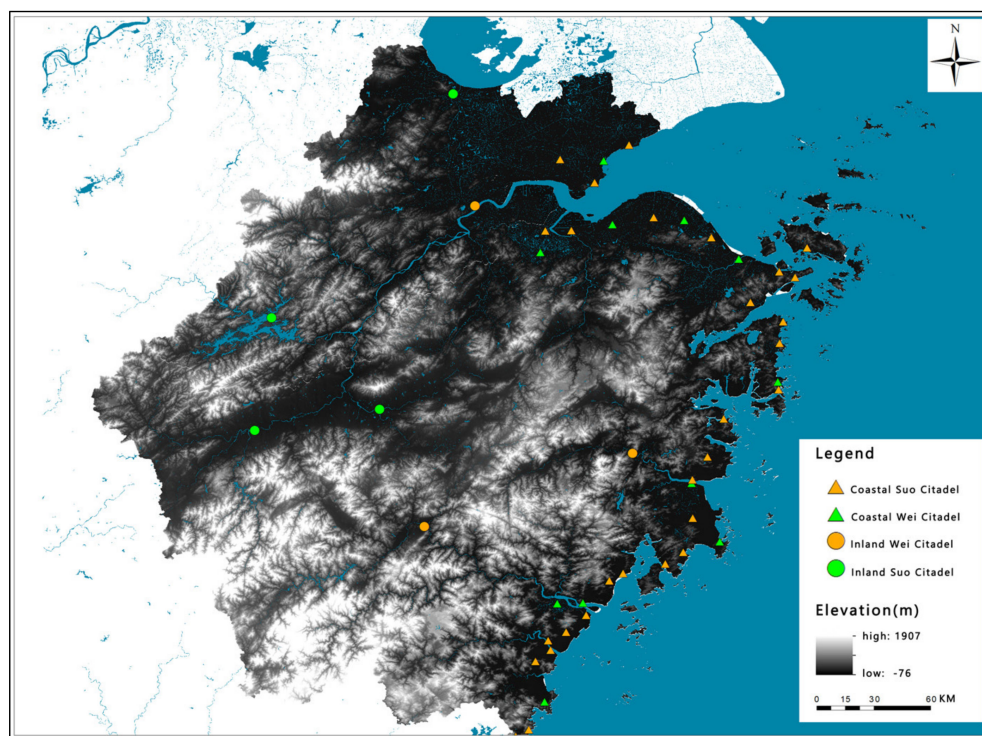 N
Legend
Coastal Suo Citadel
Coastal Wei Citadel
Inland Wei Citadel
Inland Suo Citadel
Elevation(m)
high: 1907
low: -76
0 15 30 60 KM